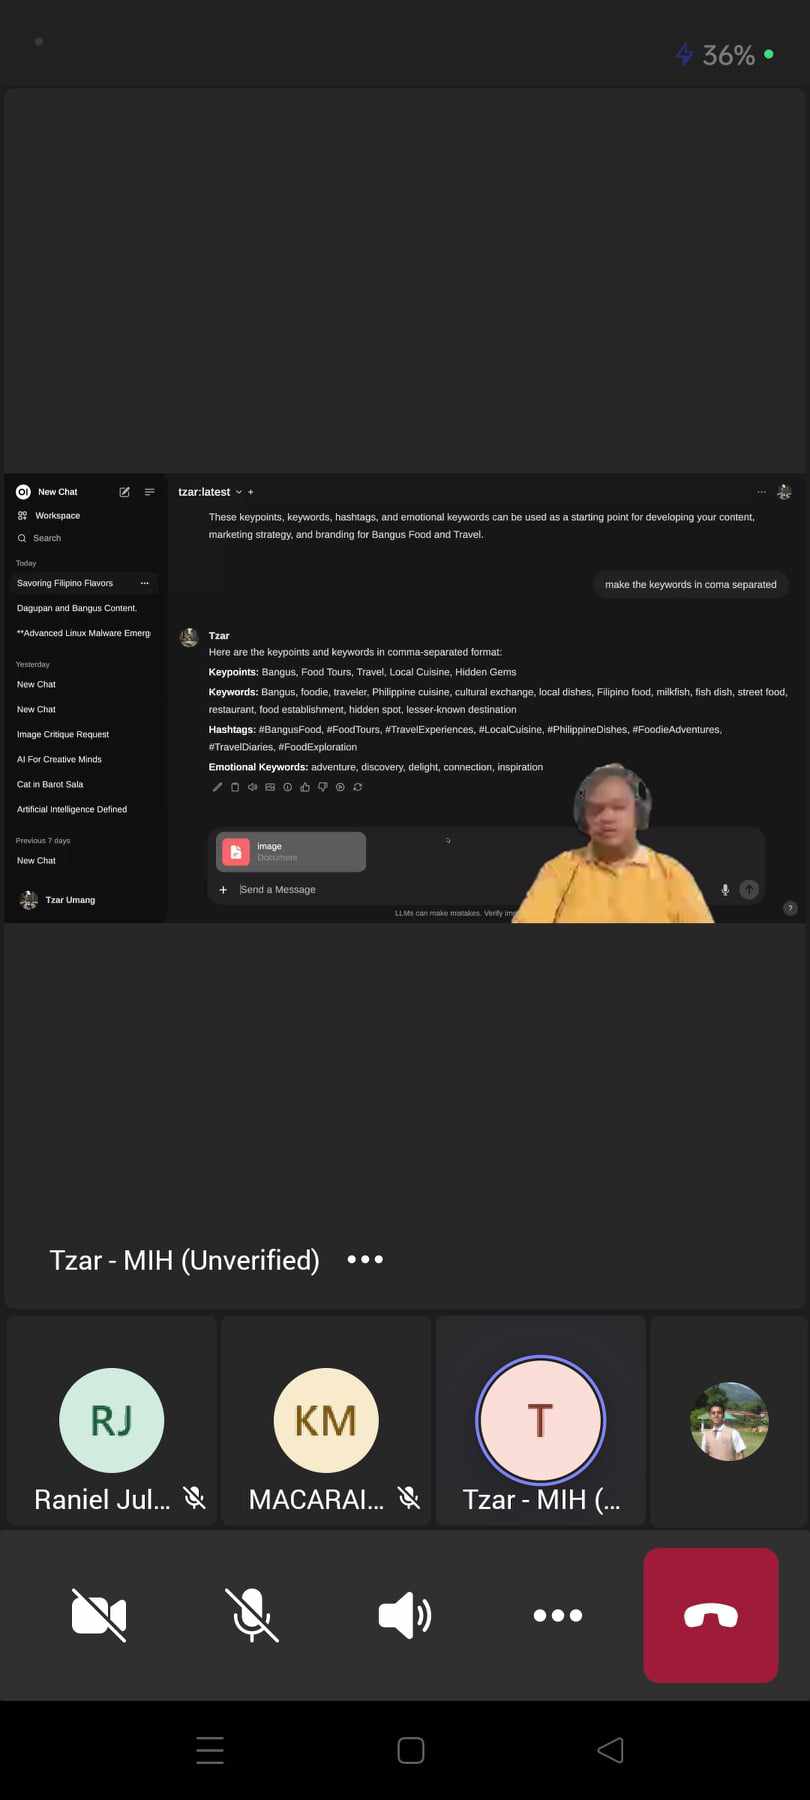 36%
OI New Chat
Workspace
Search
Today
Savoring Filipino Flavors
Dagupan and Bangus Content.
**Advanced Linux Malware Emerg
Yesterday
New Chat
New Chat
Image Critique Request
AI For Creative Minds
Cat in Barot Sala
Artificial Intelligence Defined
Previous 7 days
New Chat
Tzar Umang
tzar:latest
These keypoints, keywords, hashtags, and emotional keywords can be used as a starting point for developing your content,
marketing strategy, and branding for Bangus Food and Travel.
make the keywords in coma separated
Tzar
Here are the keypoints and keywords in comma-separated format:
Keypoints: Bangus, Food Tours, Travel, Local Cuisine, Hidden Gems
Keywords: Bangus, foodie, traveler, Philippine cuisine, cultural exchange, local dishes, Filipino food, milkfish, fish dish, street food,
restaurant, food establishment, hidden spot, lesser-known destination
Hashtags: #BangusFood, #FoodTours, #TravelExperiences, #LocalCuisine, #PhilippineDishes, #FoodieAdventures,
#TravelDiaries, #FoodExploration
Emotional Keywords: adventure, discovery, delight, connection, inspiration
image
Document
Send a Message
LLMs can make mistakes. Verify
?
Tzar - MIH (Unverified)
RJ
KM
T
Raniel Jul...
MACARAI...
Tzar - MIH (...